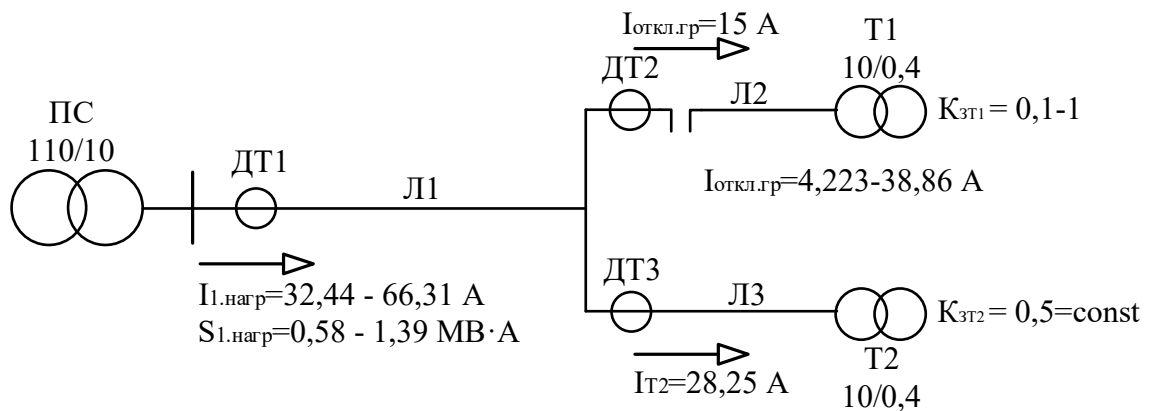 Iоткл.гр=15 А
Т1
10/0,4
ДТ2
Л2
КЗТ1 = 0,1-1
ПС
110/10
ДТ1
Л1
Iоткл.гр=4,223-38,86 А
I1.нагр=32,44 - 66,31 А
S1.нагр=0,58 - 1,39 МВ·А
ДТ3
Л3
КЗТ2 = 0,5=const
IТ2=28,25 А
Т2
10/0,4